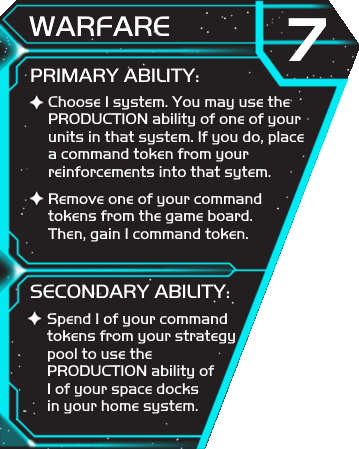 WARFARE
7
PRIMARY ABILITY:
Choose 1 system. You may use the
PRODUCTION ability of one of your
units in that system. If you do, place
a command token from your
reinforcements into that sytem.
Remove one of your command
tokens from the game board.
Then, gain 1 command token.
SECONDARY ABILITY:
Spend 1 of your command
tokens from your strategy
pool to use the
PRODUCTION ability of
1 of your space docks
in your home system.